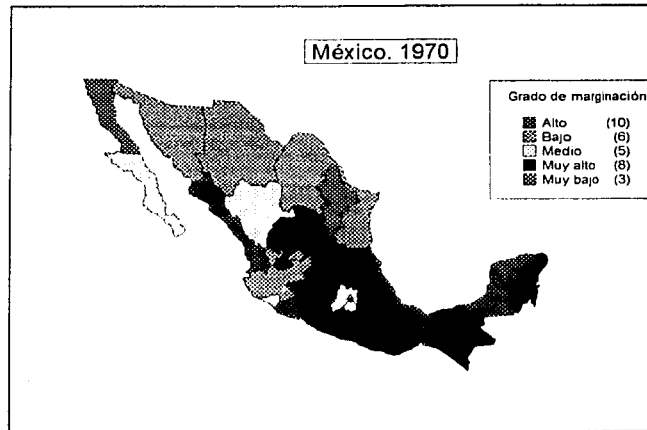 México. 1970
Grado de marginación
Alto (10)
Bajo (6)
Medio (5)
Muy alto (8)
Muy bajo (3)